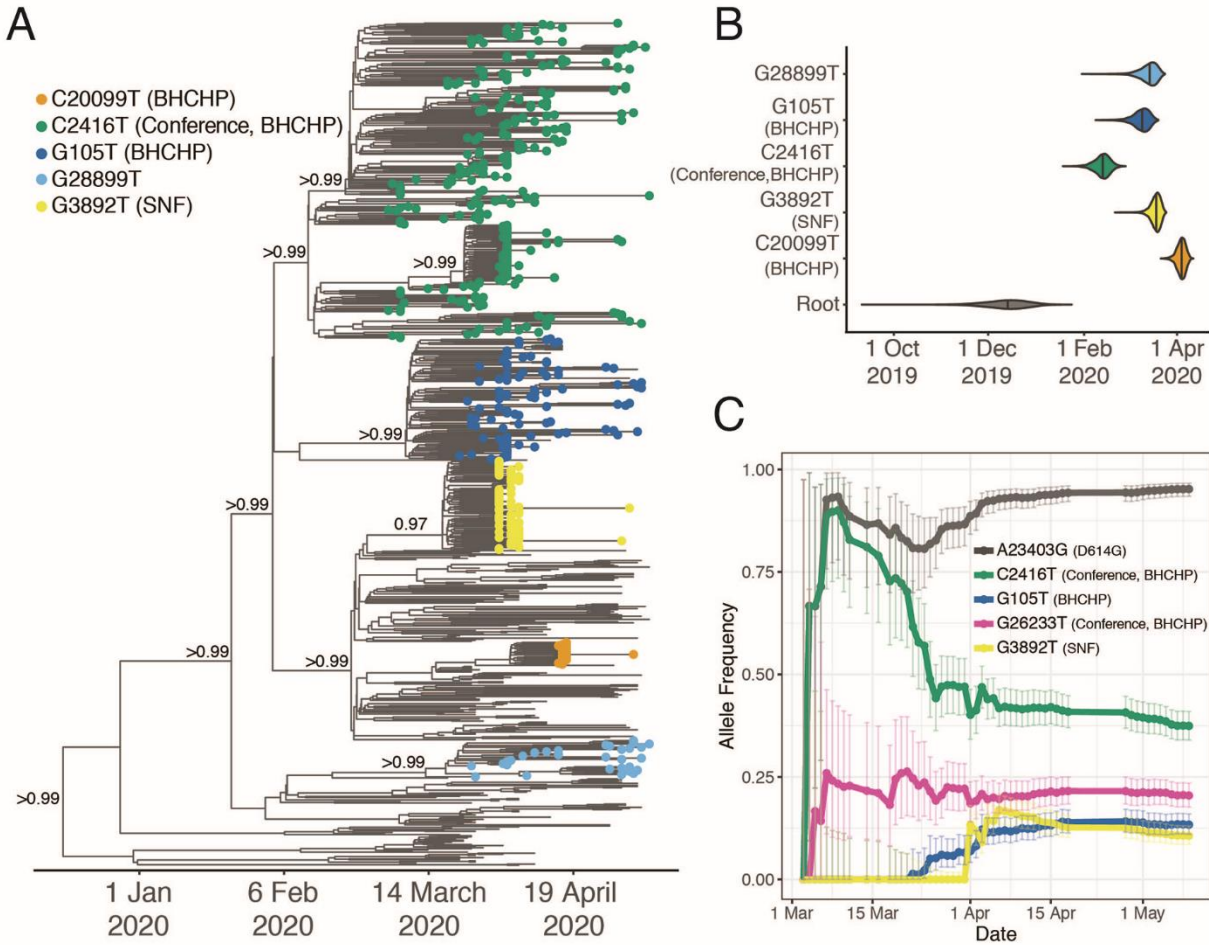 A
C20099T (BHCHP)
C2416T (Conference, BHCHP)
G105T (BHCHP)
G28899T
G3892T (SNF)
>0.99
>0.99
>0.99
>0.99
0.97
>0.99
>0.99
>0.99
>0.99
>0.99
1 Jan
2020
6 Feb
2020
14 March
2020
19 April
2020
B
G28899T
G105T
(BHCHP)
C2416T
(Conference,BHCHP)
G3892T
(SNF)
C20099T
(BHCHP)
Root
1 Oct
2019
1 Dec
2019
1 Feb
2020
1 Apr
2020
C
Allele Frequency
1.00
0.75
0.50
0.25
0.00
A23403G (D614G)
C2416T (Conference, BHCHP)
G105T (BHCHP)
G26233T (Conference, BHCHP)
G3892T (SNF)
1 Mar
15 Mar
1 Apr
15 Apr
1 May
Date